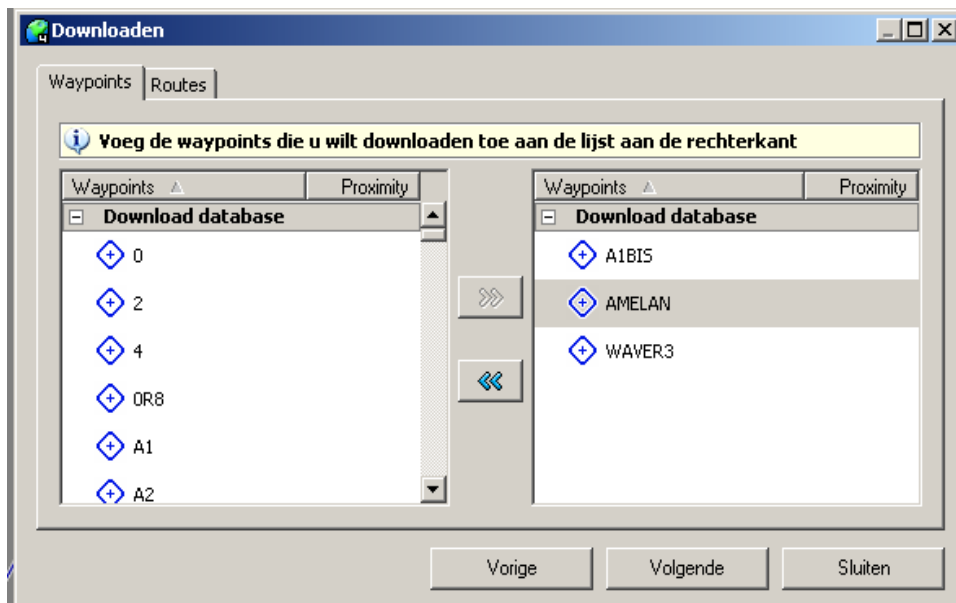 Downloaden
Waypoints Routes
Voeg de waypoints die u wilt downloaden toe aan de lijst aan de rechterkant
Waypoints Proximity
Download database
0
2
4
0R8
A1
A2
Waypoints Proximity
Download database
A1BIS
AMELAN
WAVER3
Vorige Volgende Sluiten